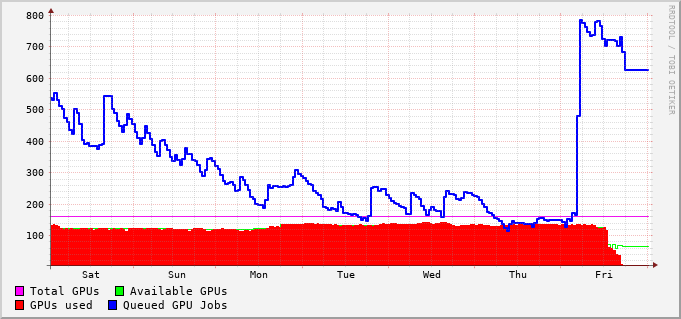 800
700
600
500
400
300
200
100
Sat Sun Mon Tue Wed Thu Fri
Total GPUs Available GPUs
GPUs used Queued GPU Jobs
RRDTOOL / TOBI OETIKER